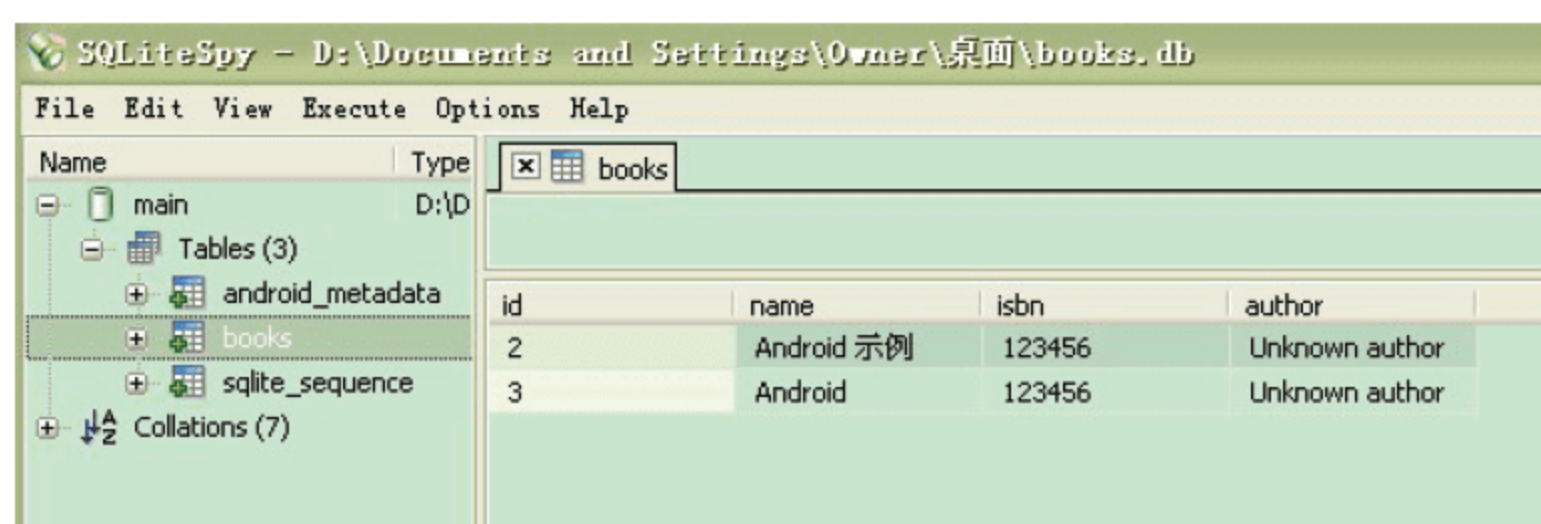 SQLiteSpy - D:\Documents and Settings\Owner\桌面\books.db
File Edit View Execute Options Help
Name Type
books
main D:\D
Tables (3)
android_metadata
books
sqlite_sequence
Collations (7)
id name isbn author
2 Android 示例 123456 Unknown author
3 Android 123456 Unknown author